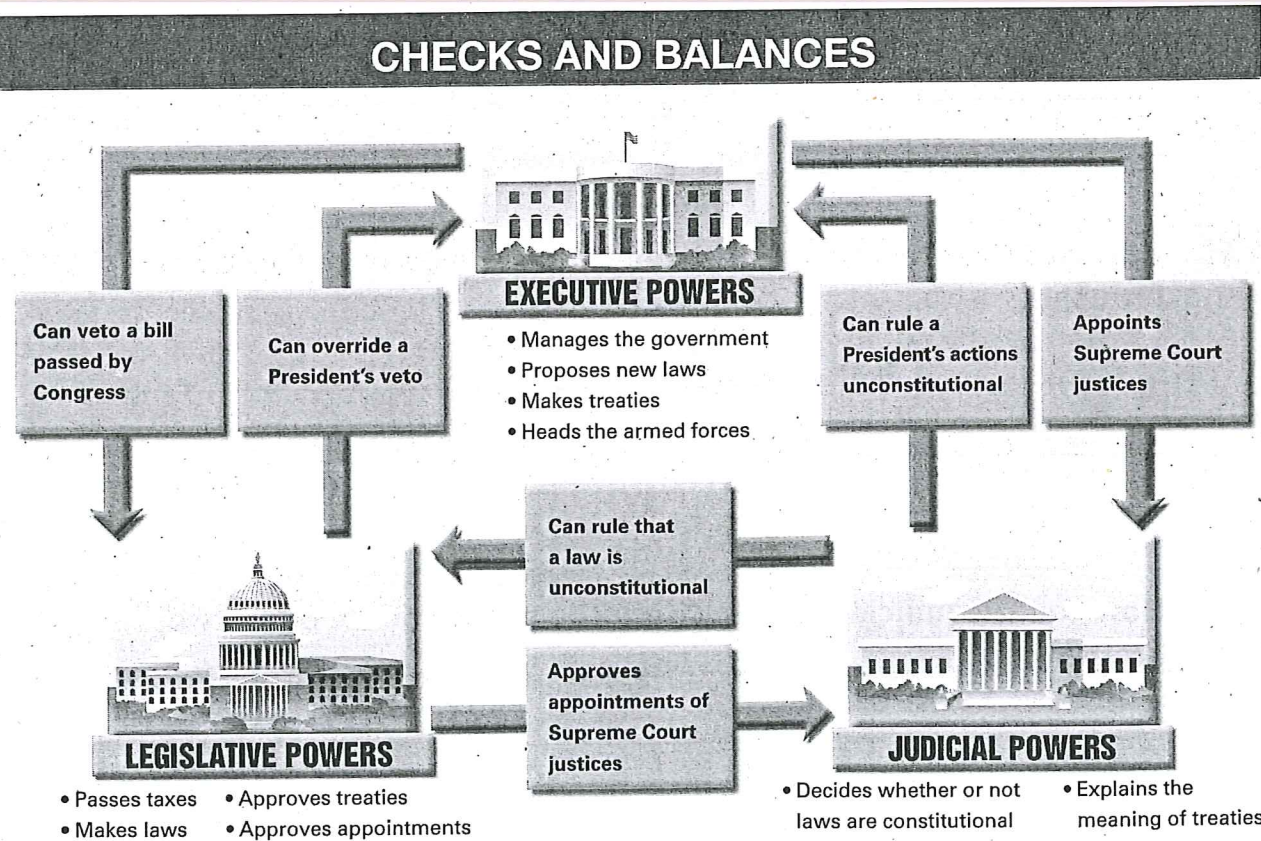 CHECKS AND BALANCES
Can veto a bill
passed by
Congress
Can override a
President's veto
EXECUTIVE POWERS
• Manages the government
• Proposes new laws
• Makes treaties
• Heads the armed forces
Can rule a
President's actions
unconstitutional
Appoints
Supreme Court
justices
Can rule that
a law is
unconstitutional
Approves
appointments of
Supreme Court
justices
LEGISLATIVE POWERS
• Passes taxes
• Makes laws
• Approves treaties
• Approves appointments
JUDICIAL POWERS
• Decides whether or not
laws are constitutional
• Explains the
meaning of treaties